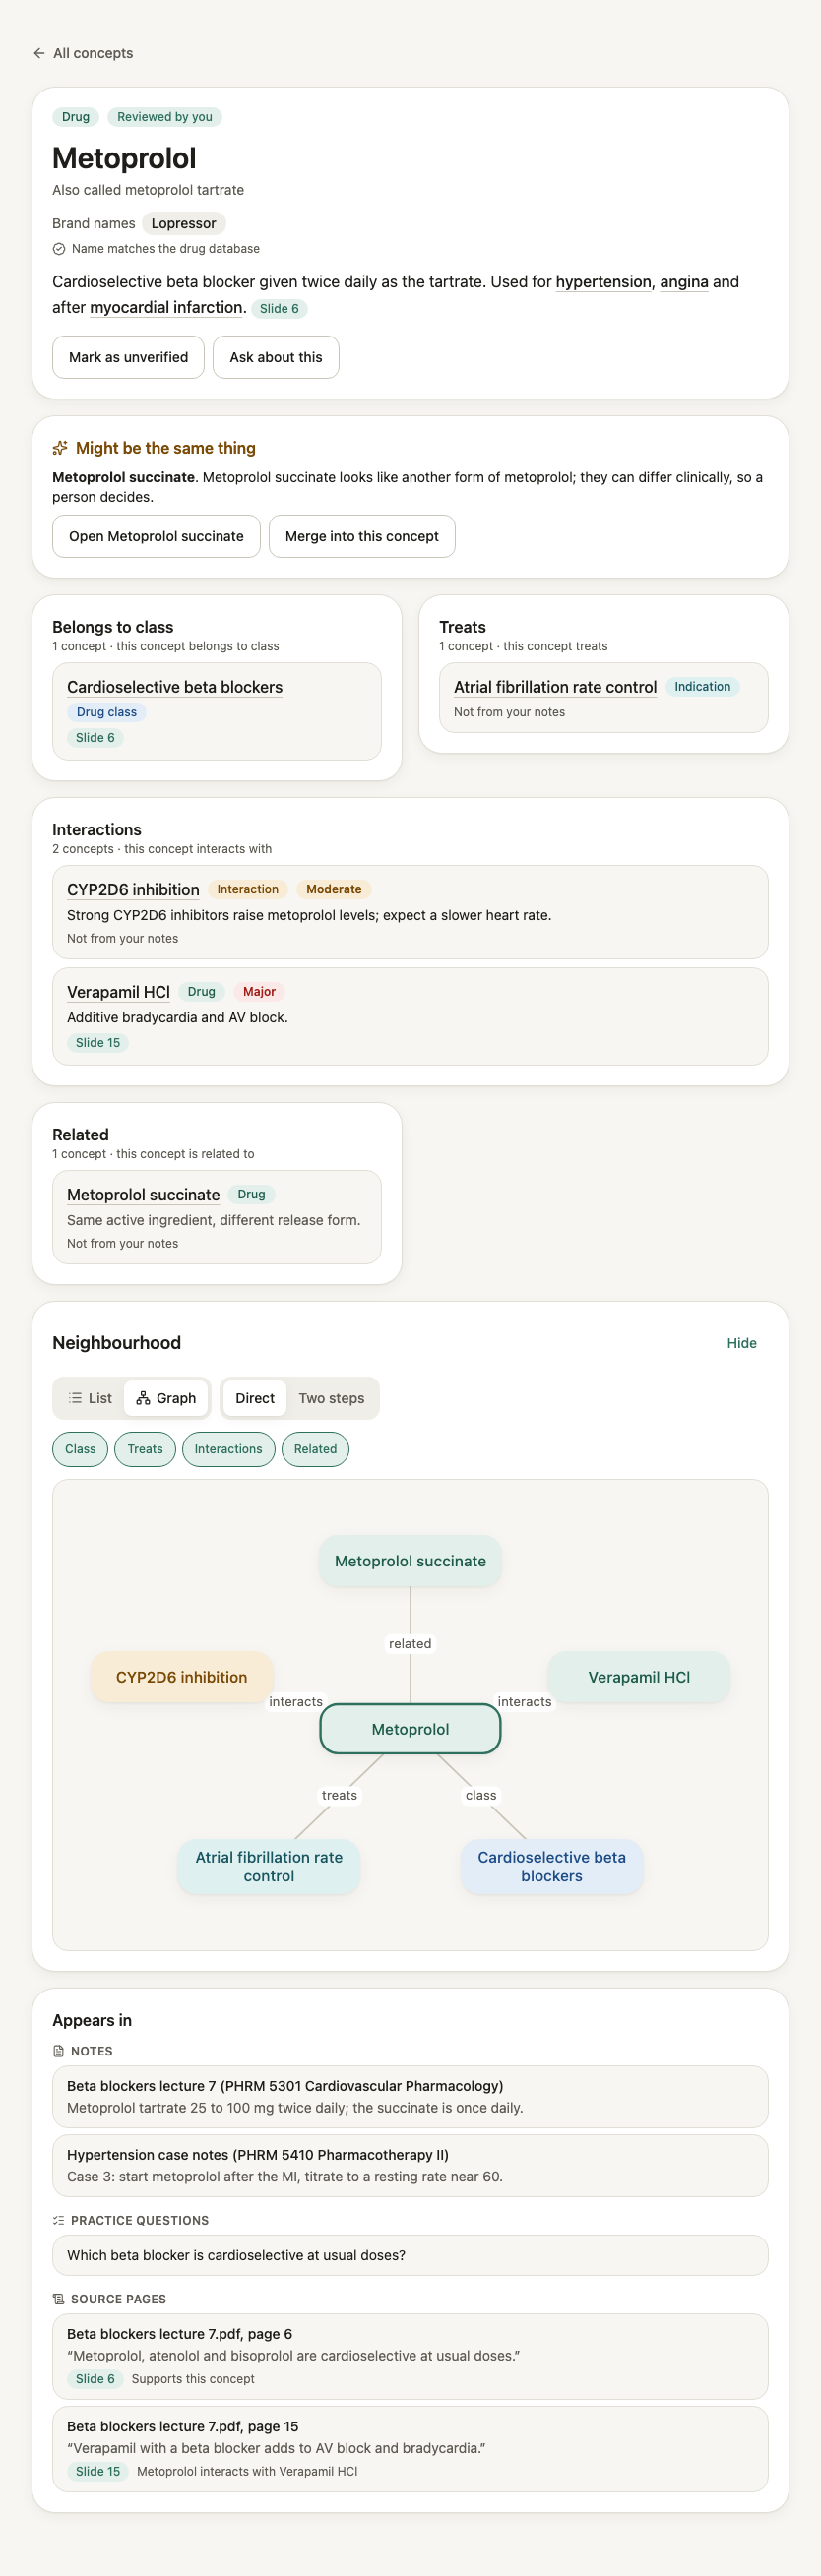 All concepts
Drug Reviewed by you
Metoprolol
Also called metoprolol tartrate
Brand names Lopressor
Name matches the drug database
Cardioselective beta blocker given twice daily as the tartrate. Used for hypertension, angina and
after myocardial infarction. Slide 6
Mark as unverified Ask about this
Might be the same thing
Metoprolol succinate. Metoprolol succinate looks like another form of metoprolol; they can differ clinically, so a
person decides.
Open Metoprolol succinate Merge into this concept
Belongs to class
1 concept · this concept belongs to class
Cardioselective beta blockers
Drug class
Slide 6
Treats
1 concept · this concept treats
Atrial fibrillation rate control Indication
Not from your notes
Interactions
2 concepts · this concept interacts with
CYP2D6 inhibition Interaction Moderate
Strong CYP2D6 inhibitors raise metoprolol levels; expect a slower heart rate.
Not from your notes
Verapamil HCl Drug Major
Additive bradycardia and AV block.
Slide 15
Related
1 concept · this concept is related to
Metoprolol succinate Drug
Same active ingredient, different release form.
Not from your notes
Neighbourhood Hide
List Graph Direct Two steps
Class Treats Interactions Related
Metoprolol succinate
related
CYP2D6 inhibition Verapamil HCl
interacts interacts
Metoprolol
treats class
Atrial fibrillation rate
control
Cardioselective beta
blockers
Appears in
NOTES
Beta blockers lecture 7 (PHRM 5301 Cardiovascular Pharmacology)
Metoprolol tartrate 25 to 100 mg twice daily; the succinate is once daily.
Hypertension case notes (PHRM 5410 Pharmacotherapy II)
Case 3: start metoprolol after the MI, titrate to a resting rate near 60.
PRACTICE QUESTIONS
Which beta blocker is cardioselective at usual doses?
SOURCE PAGES
Beta blockers lecture 7.pdf, page 6
“Metoprolol, atenolol and bisoprolol are cardioselective at usual doses.”
Slide 6 Supports this concept
Beta blockers lecture 7.pdf, page 15
“Verapamil with a beta blocker adds to AV block and bradycardia.”
Slide 15 Metoprolol interacts with Verapamil HCl